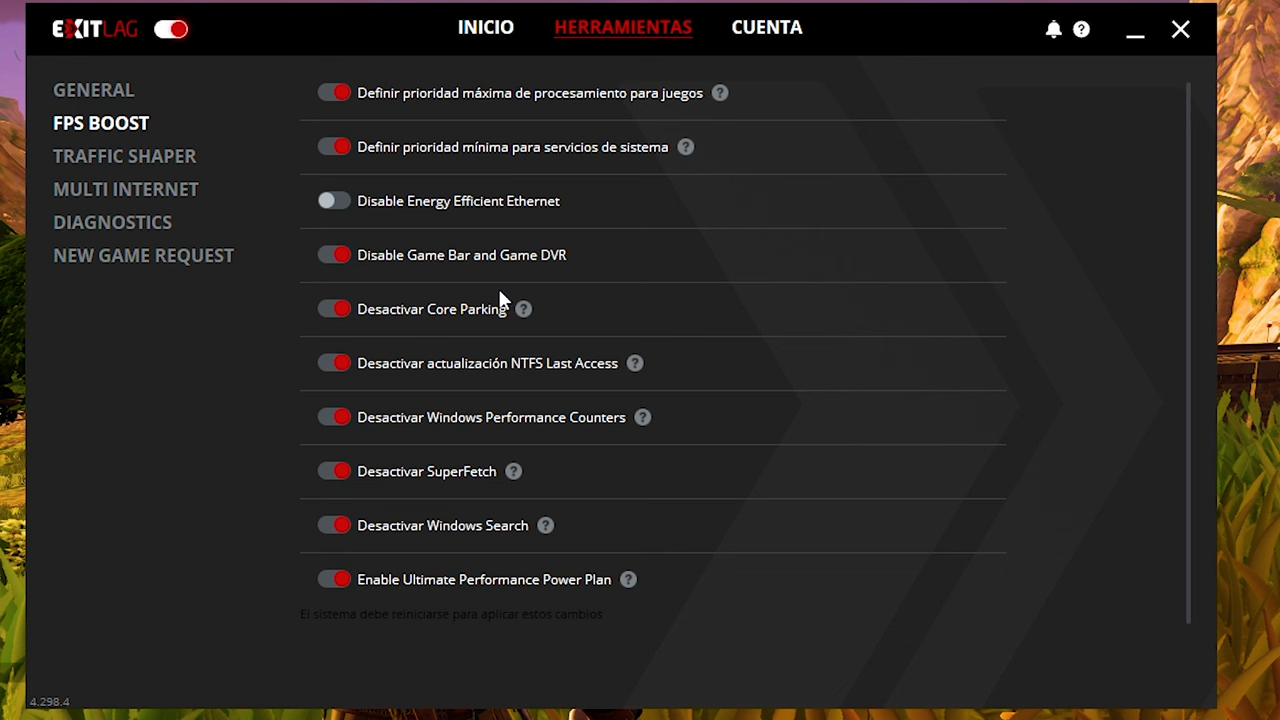 EXITLAG
INICIO
HERRAMIENTAS
CUENTA
?
GENERAL
FPS BOOST
TRAFFIC SHAPER
MULTI INTERNET
DIAGNOSTICS
NEW GAME REQUEST
Definir prioridad máxima de procesamiento para juegos ?
Definir prioridad mínima para servicios de sistema ?
Disable Energy Efficient Ethernet
Disable Game Bar and Game DVR
Desactivar Core Parking ?
Desactivar actualización NTFS Last Access ?
Desactivar Windows Performance Counters ?
Desactivar SuperFetch ?
Desactivar Windows Search ?
Enable Ultimate Performance Power Plan ?
El sistema debe reiniciarse para aplicar estos cambios
4.298.4